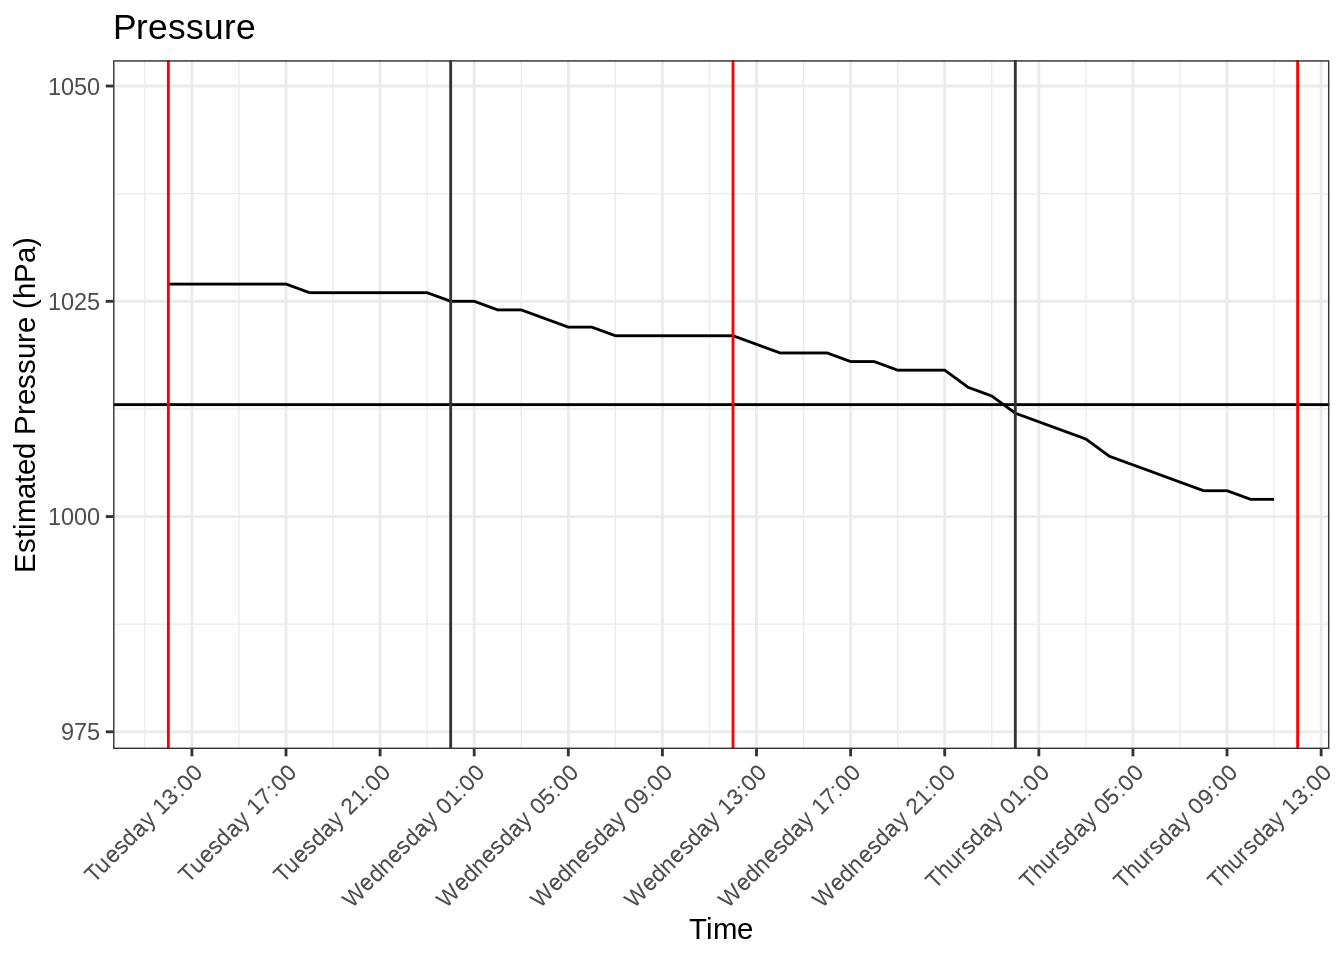 Pressure
Estimated Pressure (hPa)
1050
1025
1000
975
Tuesday 13:00
Tuesday 17:00
Tuesday 21:00
Wednesday 01:00
Wednesday 05:00
Wednesday 09:00
Wednesday 13:00
Wednesday 17:00
Wednesday 21:00
Thursday 01:00
Thursday 05:00
Thursday 09:00
Thursday 13:00
Time